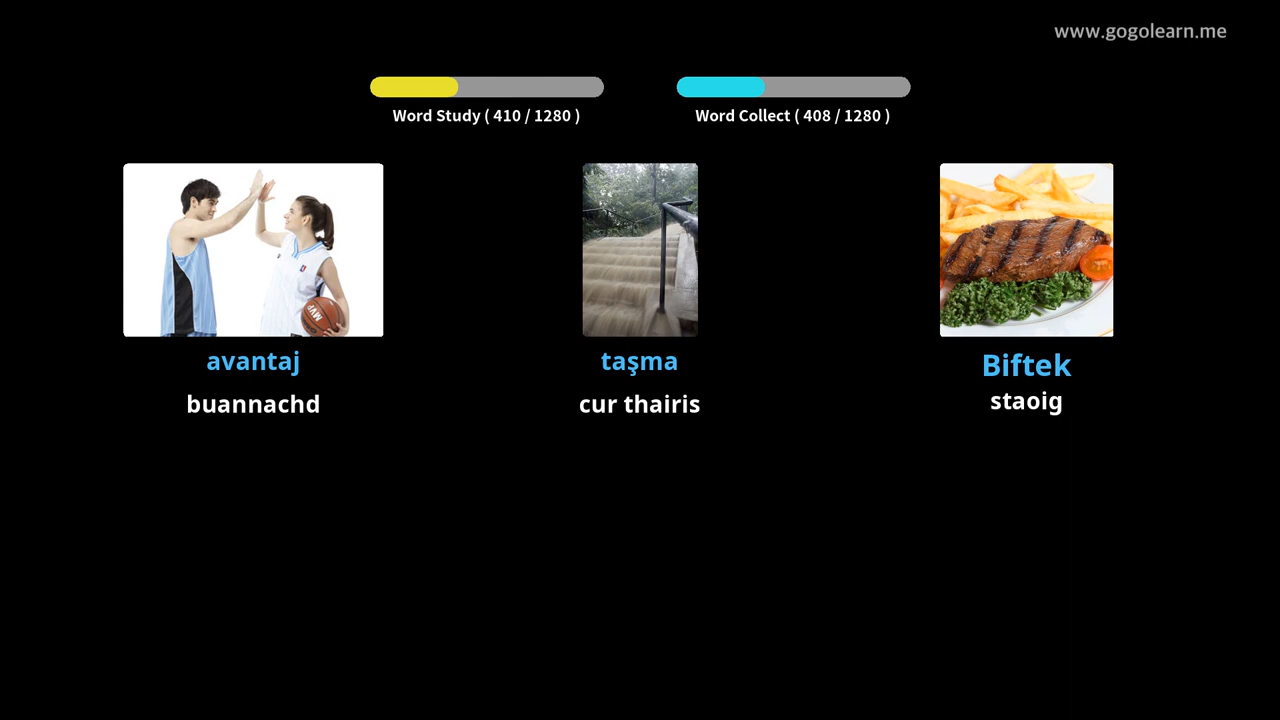 www.gogolearn.me
Word Study ( 410 / 1280 )
Word Collect ( 408 / 1280 )
avantaj
taşma
Biftek
buannachd
cur thairis
staoig